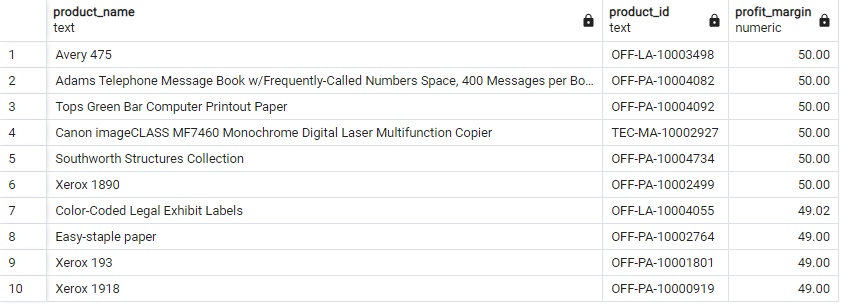 product_name product_id profit_margin
text text numeric
1 Avery 475 OFF-LA-10003498 50.00
2 Adams Telephone Message Book w/Frequently-Called Numbers Space, 400 Messages per Bo... OFF-PA-10004082 50.00
3 Tops Green Bar Computer Printout Paper OFF-PA-10004092 50.00
4 Canon imageCLASS MF7460 Monochrome Digital Laser Multifunction Copier TEC-MA-10002927 50.00
5 Southworth Structures Collection OFF-PA-10004734 50.00
6 Xerox 1890 OFF-PA-10002499 50.00
7 Color-Coded Legal Exhibit Labels OFF-LA-10004055 49.02
8 Easy-staple paper OFF-PA-10002764 49.00
9 Xerox 193 OFF-PA-10001801 49.00
10 Xerox 1918 OFF-PA-10000919 49.00